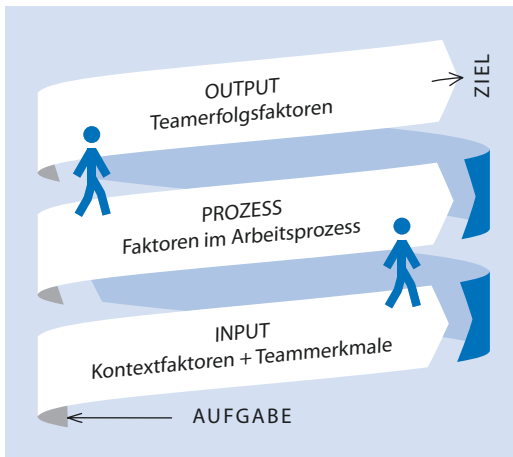 OUTPUT
Teamerfolgsfaktoren
ZIEL
PROZESS
Faktoren im Arbeitsprozess
INPUT
Kontextfaktoren + Teammerkmale
AUFGABE